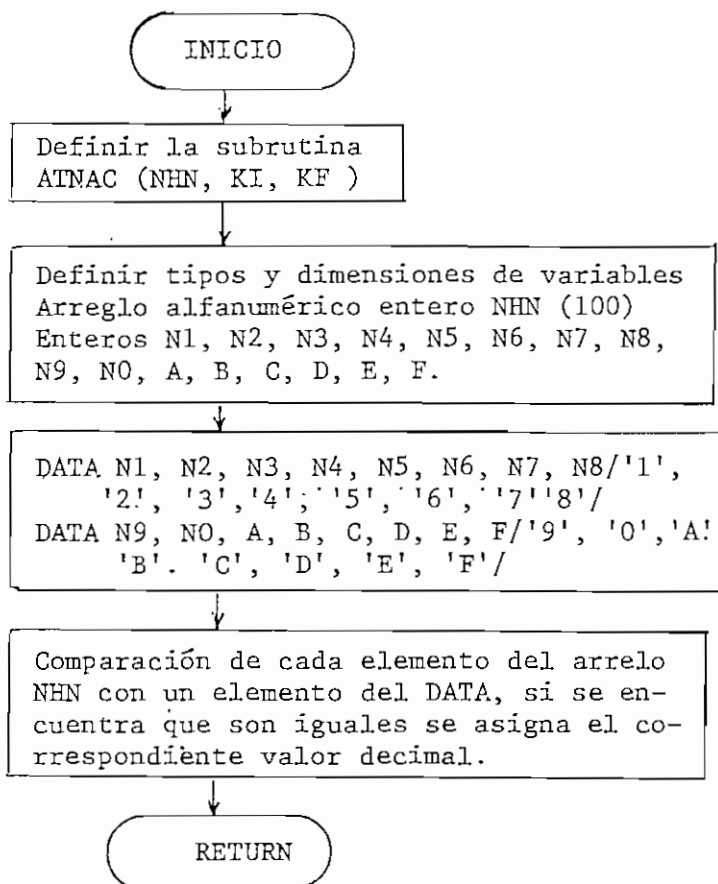 INICIO
Definir la subrutina
ATNAC (NHN, KI, KF )
Definir tipos y dimensiones de variables
Arreglo alfanumérico entero NHN (100)
Enteros N1, N2, N3, N4, N5, N6, N7, N8,
N9, NO, A, B, C, D, E, F.
DATA N1, N2, N3, N4, N5, N6, N7, N8/'1',
'2!, '3','4';''5',''6',''7''8'/
DATA N9, NO, A, B, C, D, E, F/'9', '0','A!
'B'. 'C', 'D', 'E', 'F'/
Comparación de cada elemento del arrelo
NHN con un elemento del DATA, si se en-
cuentra que son iguales se asigna el co-
rrespondiente valor decimal.
RETURN